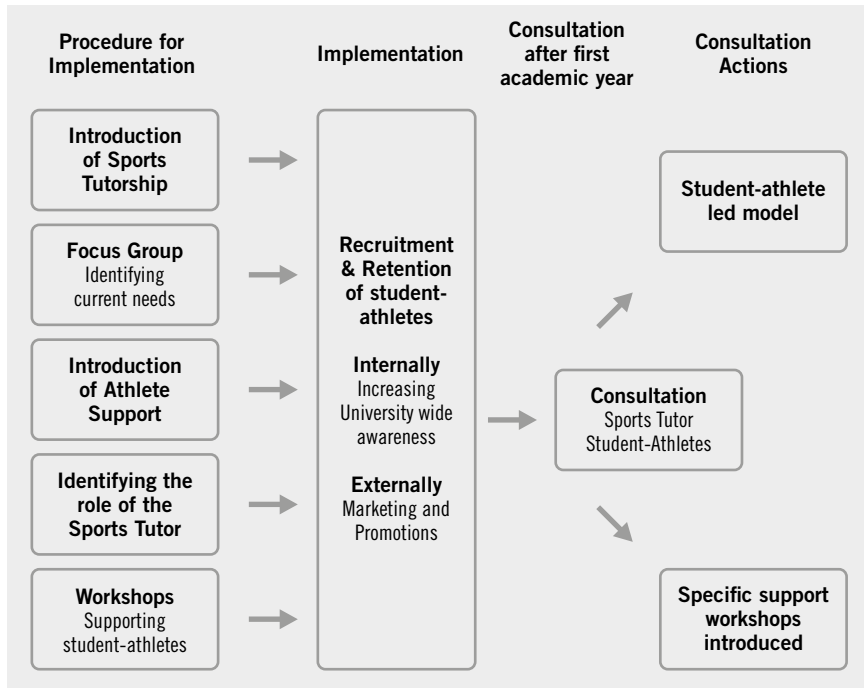 Procedure for
Implementation
Implementation
Consultation
after first
academic year
Consultation
Actions
Introduction
of Sports
Tutorship
Focus Group
Identifying
current needs
Introduction
of Athlete
Support
Identifying the
role of the
Sports Tutor
Workshops
Supporting
student-athletes
Recruitment
& Retention
of student-
athletes
Internally
Increasing
University wide
awareness
Externally
Marketing and
Promotions
Consultation
Sports Tutor
Student-Athletes
Student-athlete
led model
Specific support
workshops
introduced